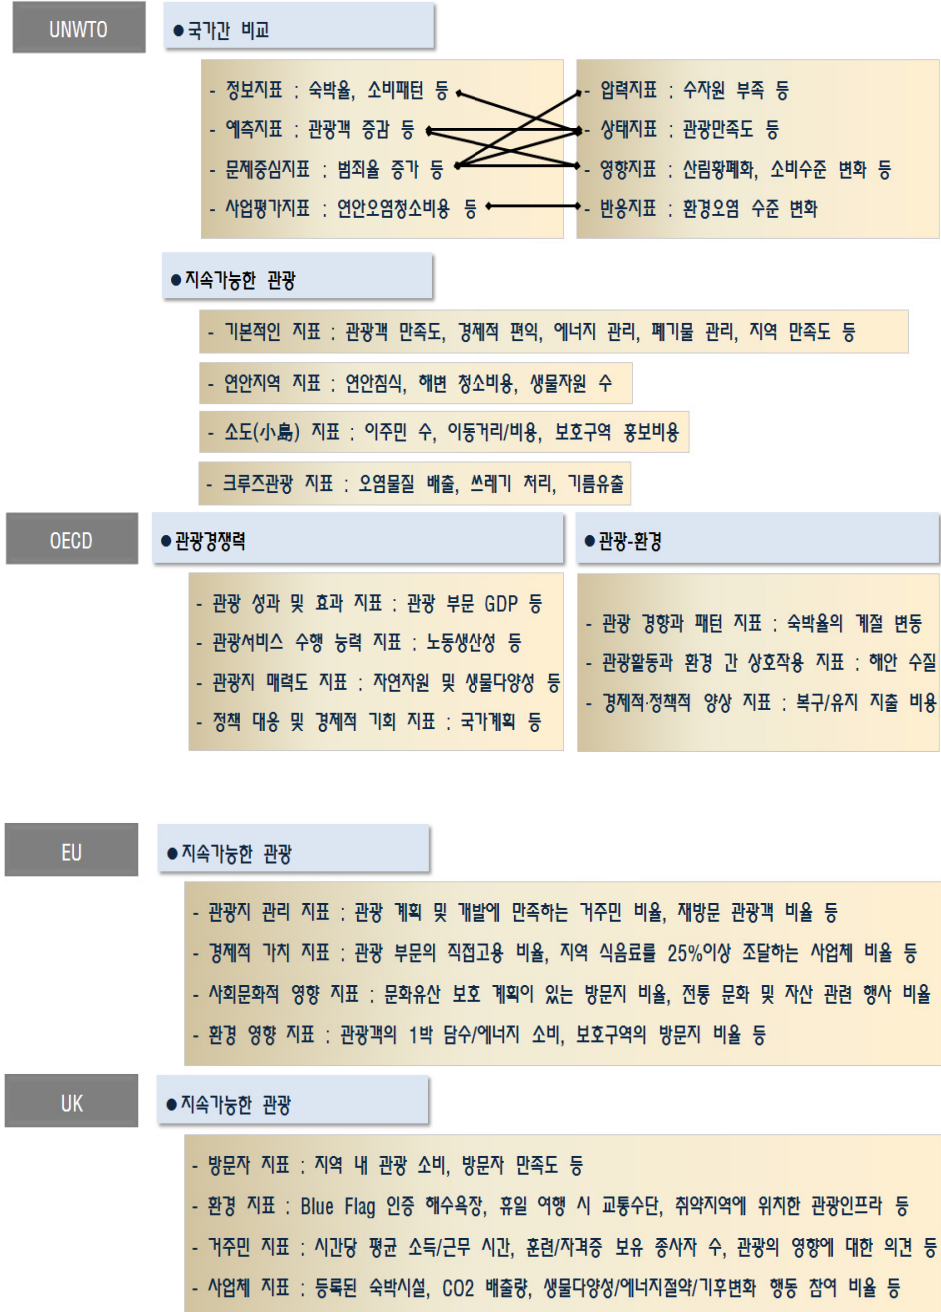 UNWTO
●국가간 비교
- 정보지표 : 숙박율, 소비패턴 등
- 예측지표 : 관광객 증감 등
- 문제중심지표 : 범죄율 증가 등
- 사업평가지표 : 연안오염청소비용 등
- 압력지표 : 수자원 부족 등
- 상태지표 : 관광만족도 등
- 영향지표 : 산림황폐화, 소비수준 변화 등
- 반응지표 : 환경오염 수준 변화
●지속가능한 관광
- 기본적인 지표 : 관광객 만족도, 경제적 편익, 에너지 관리, 폐기물 관리, 지역 만족도 등
- 연안지역 지표 : 연안침식, 해변 청소비용, 생물자원 수
- 소도(小島) 지표 : 이주민 수, 이동거리/비용, 보호구역 홍보비용
- 크루즈관광 지표 : 오염물질 배출, 쓰레기 처리, 기름유출
OECD
●관광경쟁력
- 관광 성과 및 효과 지표 : 관광 부문 GDP 등
- 관광서비스 수행 능력 지표 : 노동생산성 등
- 관광지 매력도 지표 : 자연자원 및 생물다양성 등
- 정책 대응 및 경제적 기회 지표 : 국가계획 등
●관광-환경
- 관광 경향과 패턴 지표 : 숙박율의 계절 변동
- 관광활동과 환경 간 상호작용 지표 : 해안 수질
- 경제적·정책적 양상 지표 : 복구/유지 지출 비용
EU
●지속가능한 관광
- 관광지 관리 지표 : 관광 계획 및 개발에 만족하는 거주민 비율, 재방문 관광객 비율 등
- 경제적 가치 지표 : 관광 부문의 직접고용 비율, 지역 식음료를 25%이상 조달하는 사업체 비율 등
- 사회문화적 영향 지표 : 문화유산 보호 계획이 있는 방문지 비율, 전통 문화 및 자산 관련 행사 비율
- 환경 영향 지표 : 관광객의 1박 담수/에너지 소비, 보호구역의 방문지 비율 등
UK
●지속가능한 관광
- 방문자 지표 : 지역 내 관광 소비, 방문자 만족도 등
- 환경 지표 : Blue Flag 인증 해수욕장, 휴일 여행 시 교통수단, 취약지역에 위치한 관광인프라 등
- 거주민 지표 : 시간당 평균 소득/근무 시간, 훈련/자격증 보유 종사자 수, 관광의 영향에 대한 의견 등
- 사업체 지표 : 등록된 숙박시설, CO2 배출량, 생물다양성/에너지절약/기후변화 행동 참여 비율 등